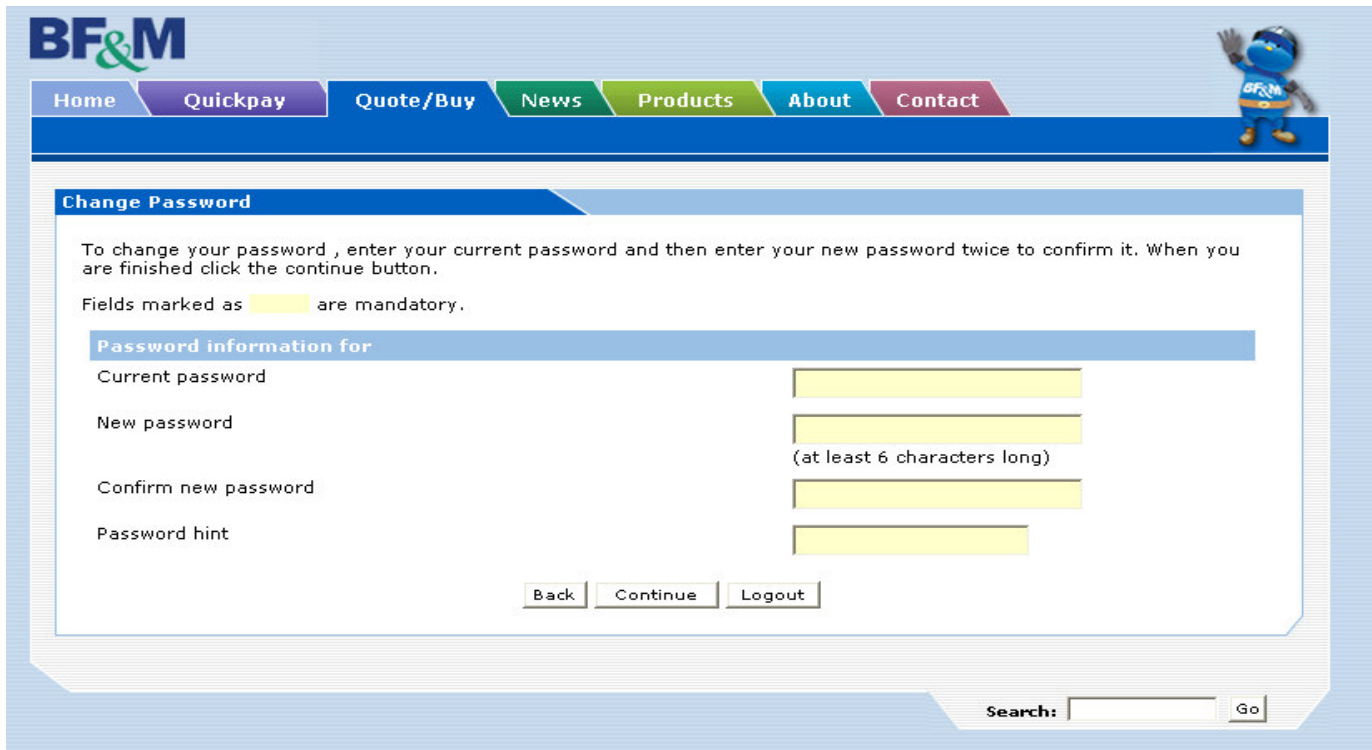 BF&M
Home Quickpay Quote/Buy News Products About Contact
BF&M
Change Password
To change your password , enter your current password and then enter your new password twice to confirm it. When you
are finished click the continue button.
Fields marked as are mandatory.
Password information for
Current password
New password
(at least 6 characters long)
Confirm new password
Password hint
Back Continue Logout
Search: Go